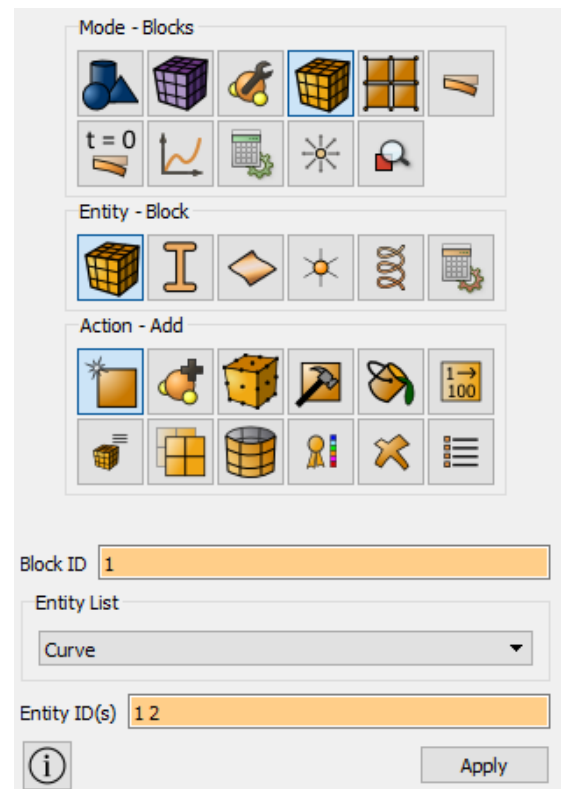 Mode - Blocks
t = 0
Entity - Block
Action - Add
1→
100
Block ID 1
Entity List
Curve
Entity ID(s) 1 2
i Apply